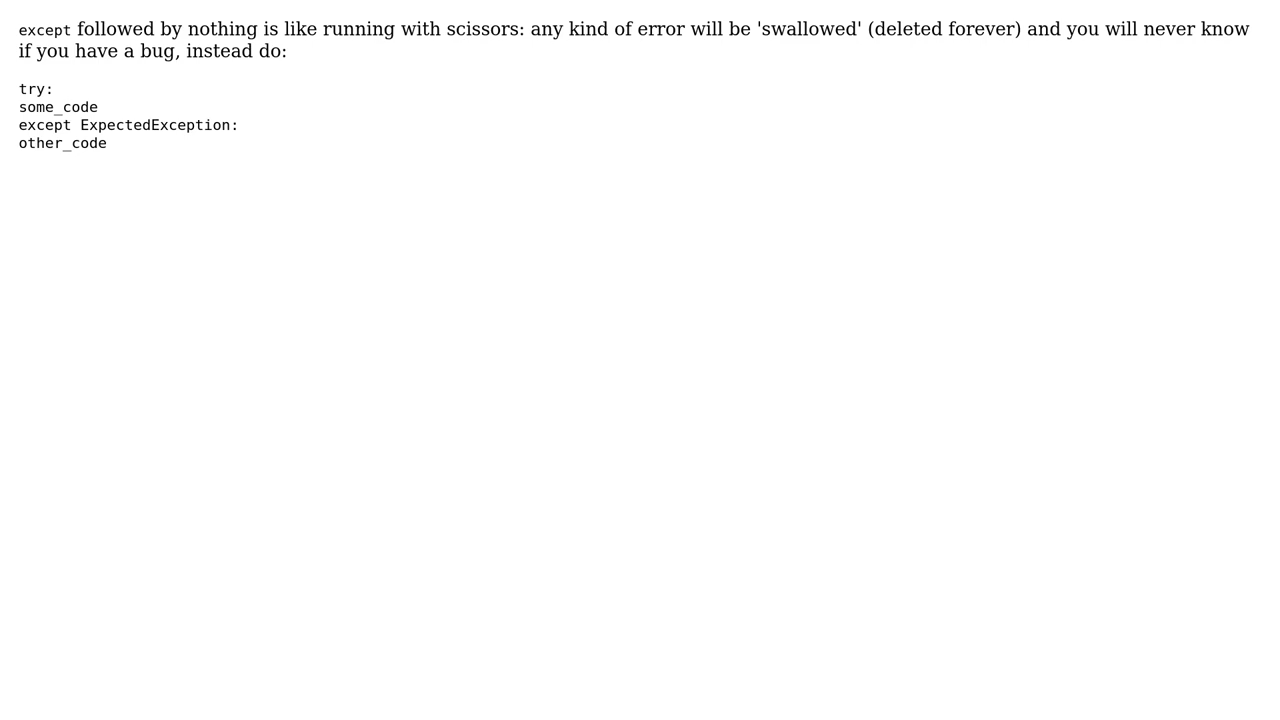 except followed by nothing is like running with scissors: any kind of error will be 'swallowed' (deleted forever) and you will never know
if you have a bug, instead do:
try:
some_code
except ExpectedException:
other_code